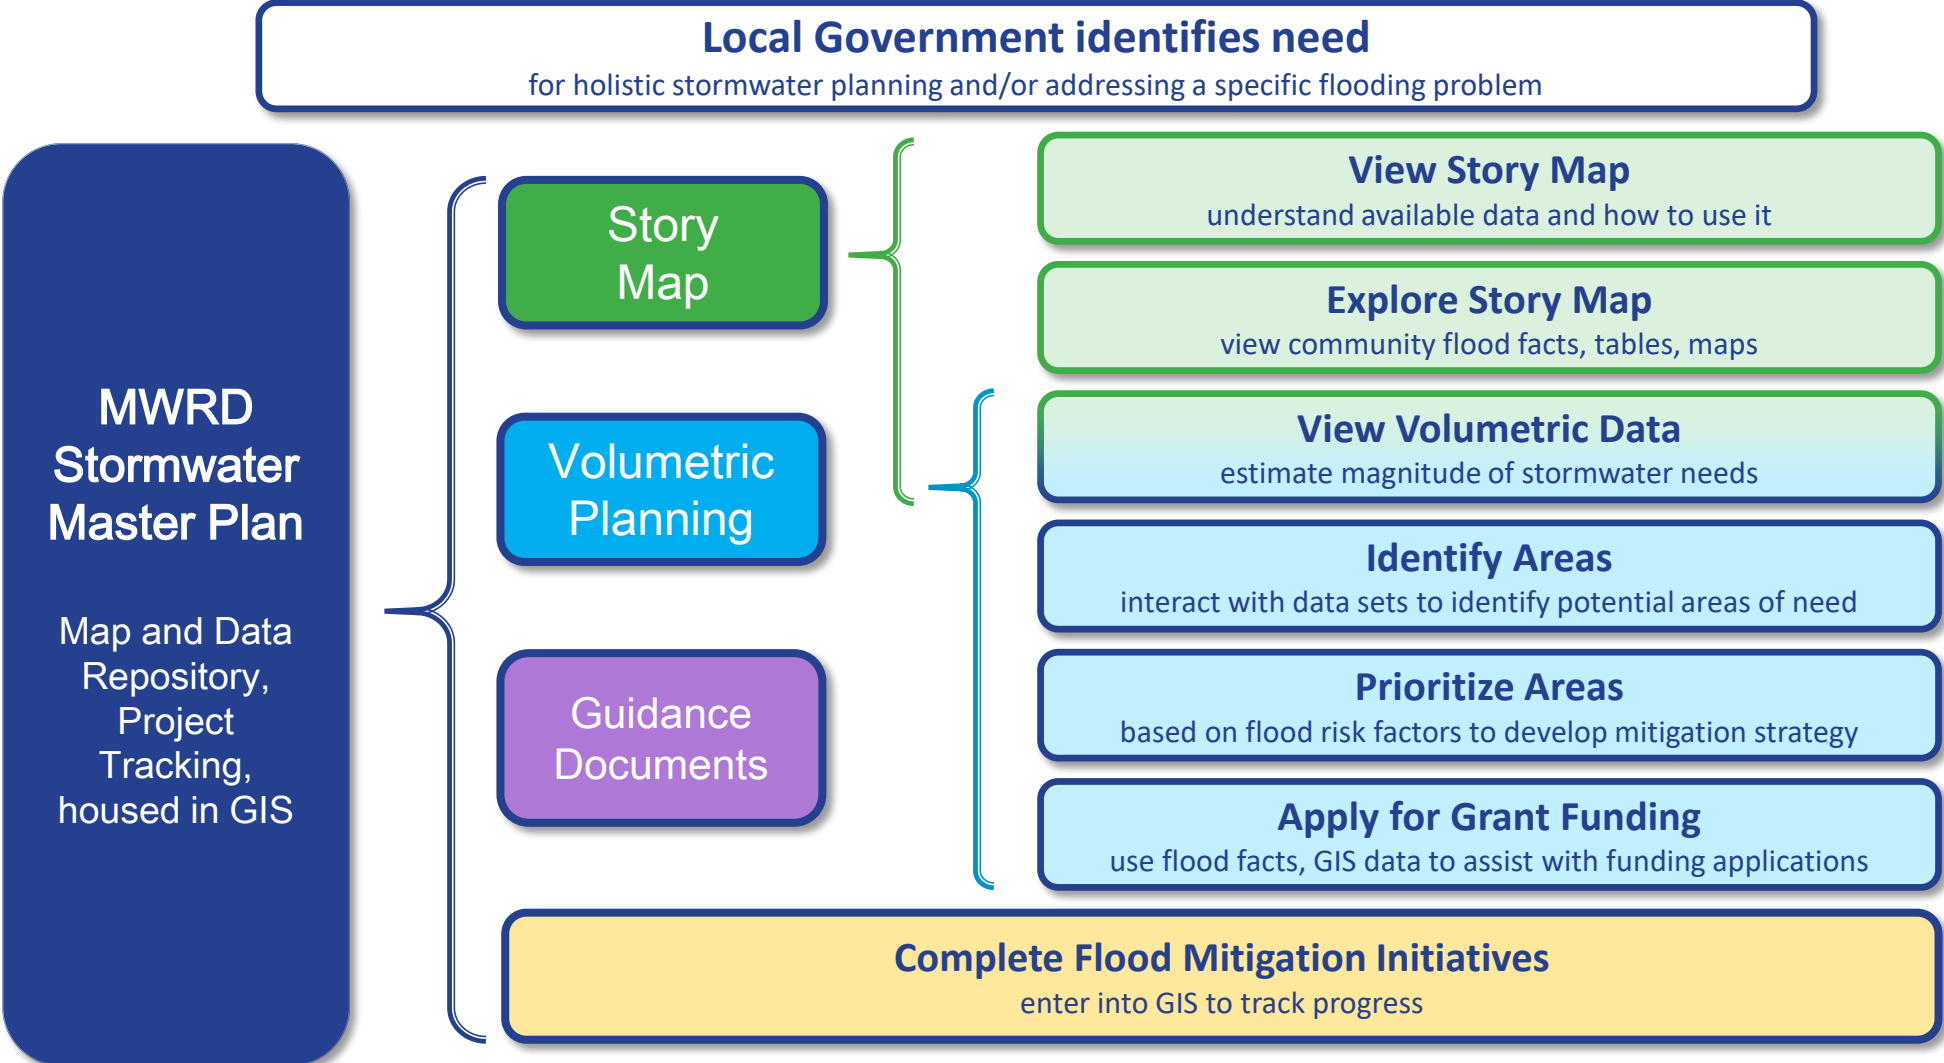 Local Government identifies need
for holistic stormwater planning and/or addressing a specific flooding problem
MWRD
Stormwater
Master Plan
Map and Data
Repository,
Project
Tracking,
housed in GIS
Story
Map
Volumetric
Planning
Guidance
Documents
View Story Map
understand available data and how to use it
Explore Story Map
view community flood facts, tables, maps
View Volumetric Data
estimate magnitude of stormwater needs
Identify Areas
interact with data sets to identify potential areas of need
Prioritize Areas
based on flood risk factors to develop mitigation strategy
Apply for Grant Funding
use flood facts, GIS data to assist with funding applications
Complete Flood Mitigation Initiatives
enter into GIS to track progress